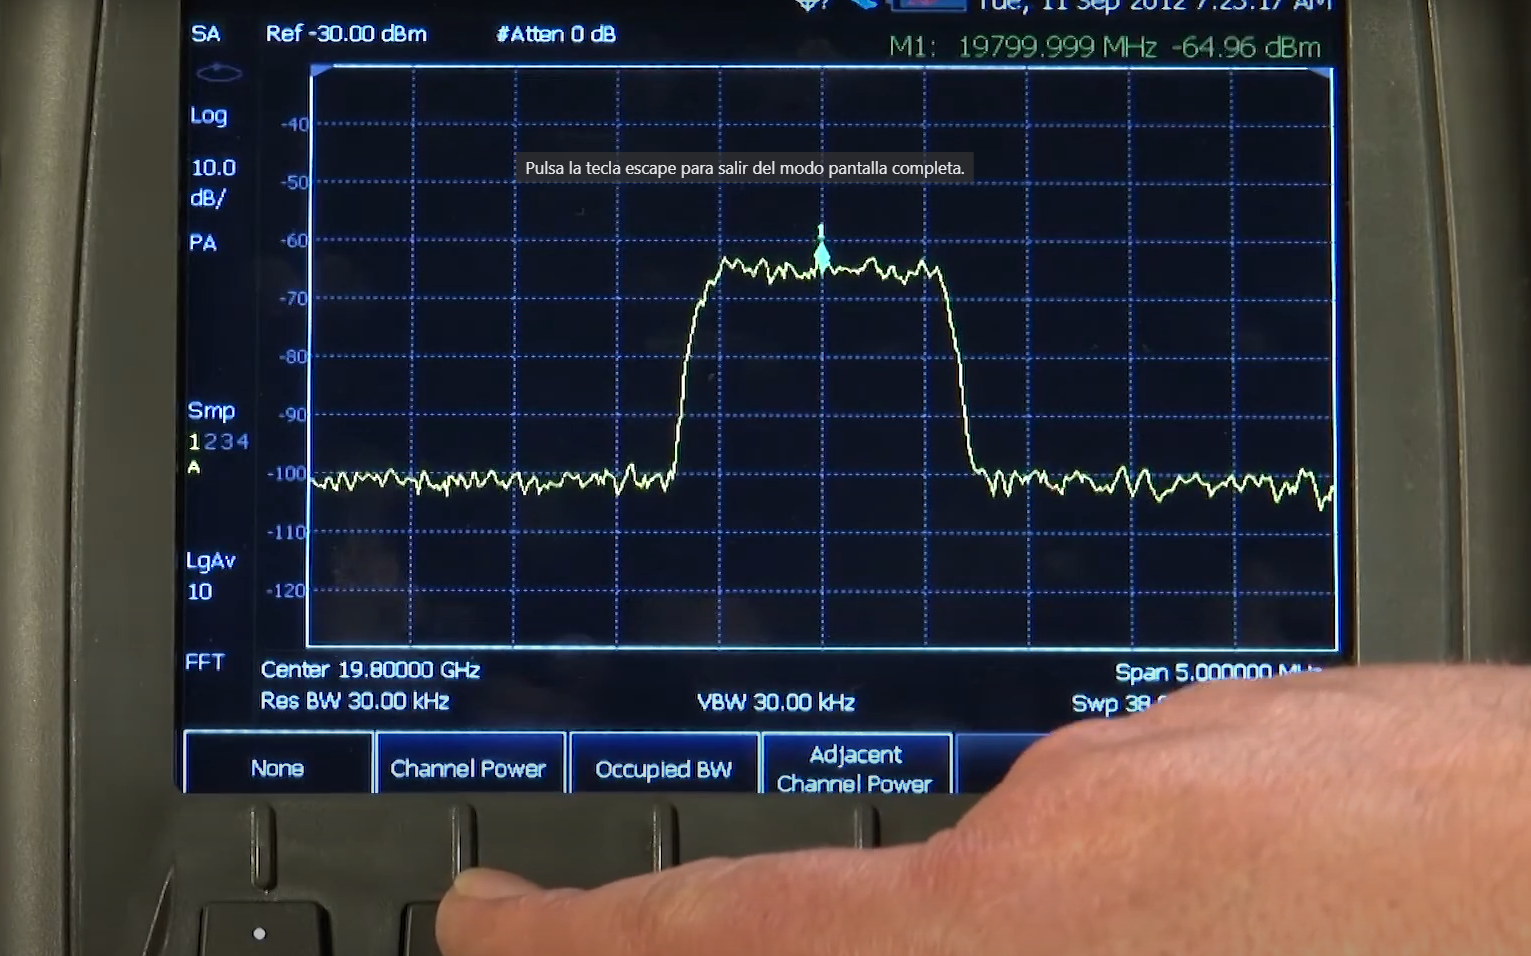 Tue, 11 Sep 2012 7:23:17 AM
SA
Ref -30.00 dBm
#Atten 0 dB
M1: 19799.999 MHz -64.96 dBm
Log
10.0
dB/
PA
-40
Pulsa la tecla escape para salir del modo pantalla completa.
-50
-60
1
-70
-80
-90
-100
-110
-120
Smp
1234
A
LgAv
10
FFT
Center 19.80000 GHz
Span 5.000000 MHz
Res BW 30.00 kHz
VBW 30.00 kHz
Swp 38.
None
Channel Power
Occupied BW
Adjacent
Channel Power